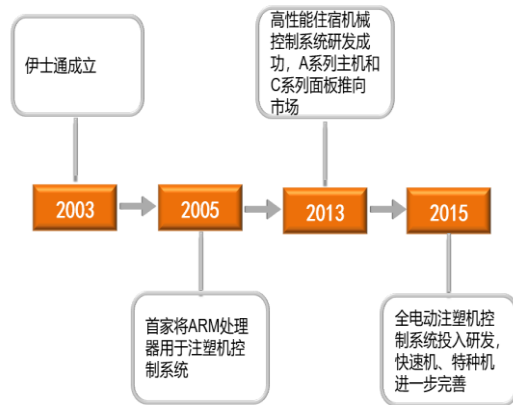 伊士通成立
高性能住宿机械
控制系统研发成
功，A系列主机和
C系列面板推向
市场
2003
2005
2013
2015
首家将ARM处理
器用于注塑机控
制系统
全电动注塑机控
制系统投入研发，
快速机、特种机
进一步完善